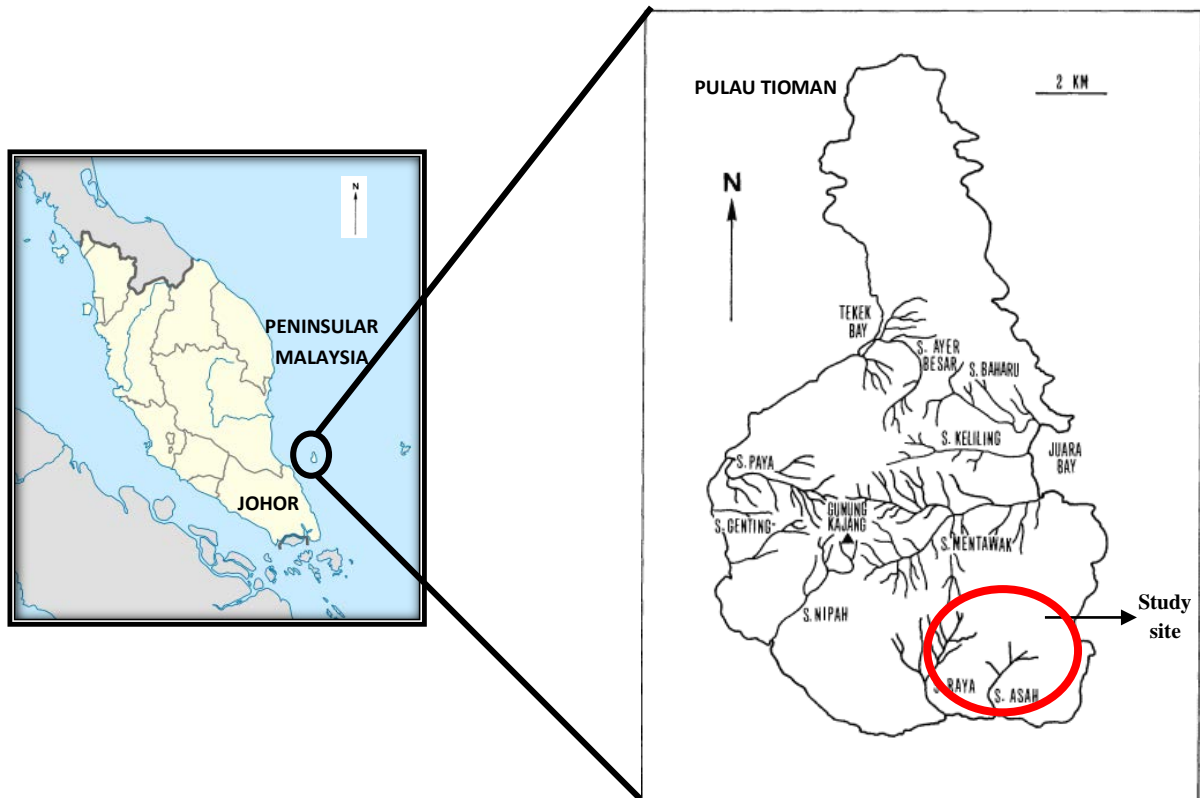 N
PENINSULAR
MALAYSIA
JOHOR
PULAU TIOMAN
2 KM
N
TEKEK
BAY
S. AYER
BESAR
S. BAHARU
S. KELILING
JUARA
BAY
S. PAYA
GUNUNG
KAJANG
S. GENTING
S. MENTAWAK
S. NIPAH
S. RAYA
S. ASAH
Study
site